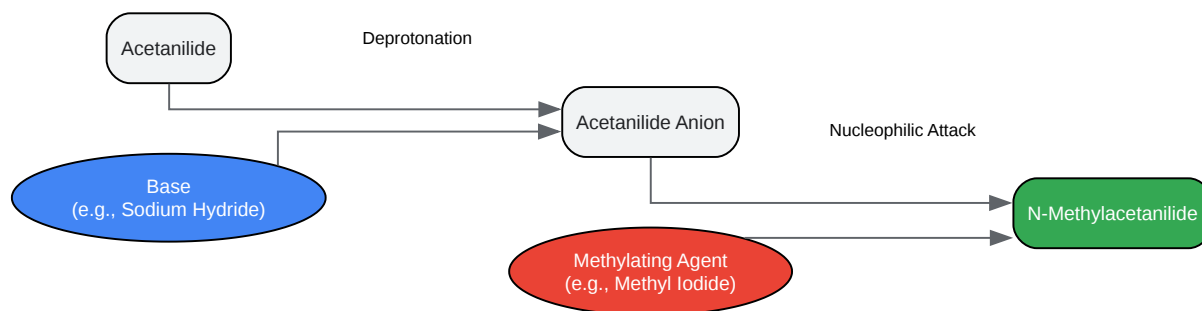 Acetanilide
Deprotonation
Acetanilide Anion
Nucleophilic Attack
Base
(e.g., Sodium Hydride)
N-Methylacetanilide
Methylating Agent
(e.g., Methyl Iodide)